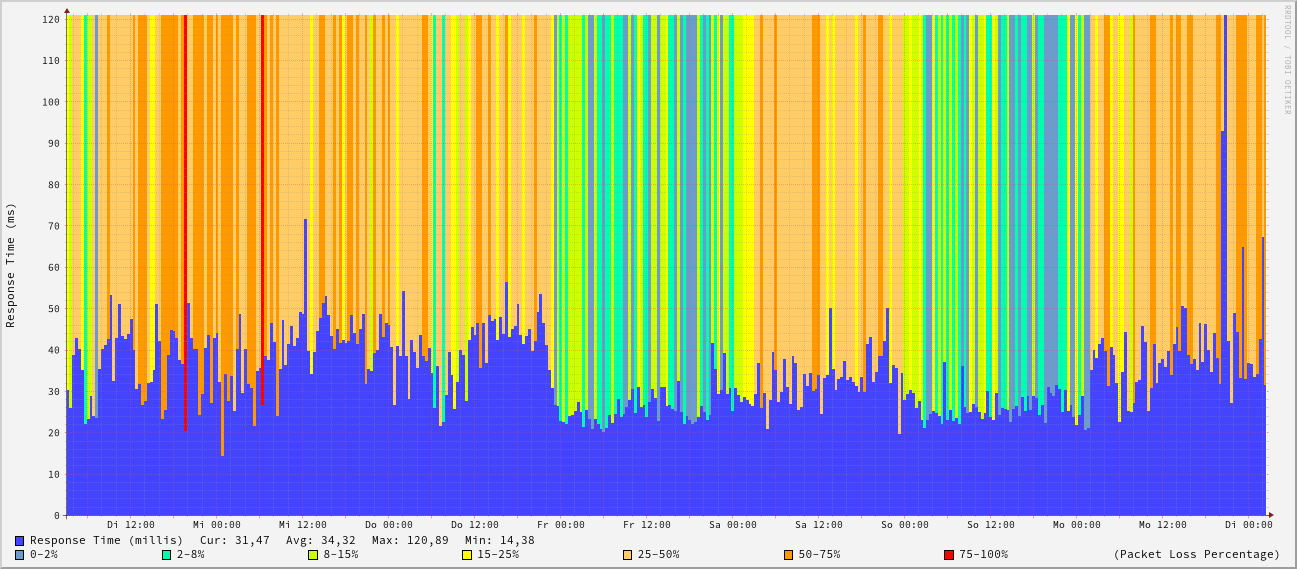 RRDTOOL / TOBI OETIKER
Response Time (ms)
120
110
100
90
80
70
60
50
40
30
20
10
0
Di 12:00 Mi 00:00 Mi 12:00 Do 00:00 Do 12:00 Fr 00:00 Fr 12:00 Sa 00:00 Sa 12:00 So 00:00 So 12:00 Mo 00:00 Mo 12:00 Di 00:00
Response Time (millis) Cur: 31,47 Avg: 34,32 Max: 120,89 Min: 14,38
0-2% 2-8% 8-15% 15-25% 25-50% 50-75% 75-100% (Packet Loss Percentage)